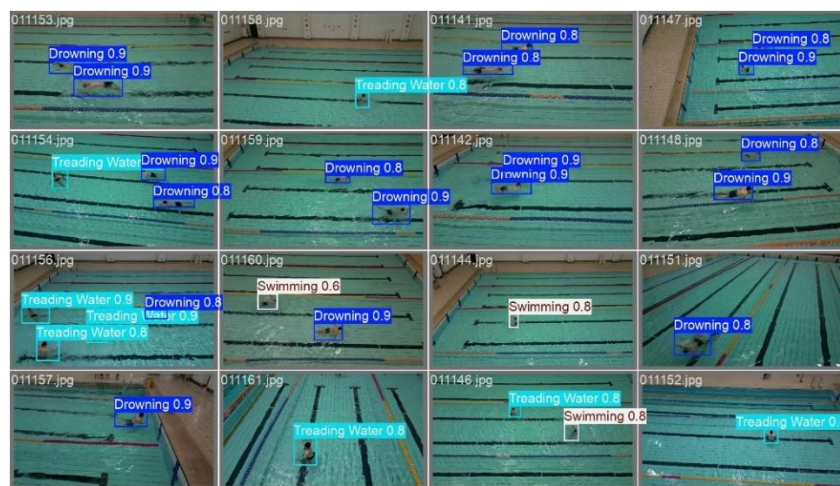 011153.jpg
Drowning 0.9
Drowning 0.9
011158.jpg
Treading Water 0.8
011141.jpg
Drowning 0.8
Drowning 0.8
011147.jpg
Drowning 0.8
Drowning 0.9
011154.jpg
Treading Water
Drowning 0.9
Drowning 0.8
011159.jpg
Drowning 0.8
Drowning 0.9
011142.jpg
Drowning 0.9
Drowning 0.9
011148.jpg
Drowning 0.8
Drowning 0.9
011156.jpg
Treading Water 0.9
Drowning 0.8
Treading Water 0.9
Treading Water 0.8
011160.jpg
Swimming 0.6
Drowning 0.9
011144.jpg
Swimming 0.8
011151.jpg
Drowning 0.8
011157.jpg
Drowning 0.9
011161.jpg
Treading Water 0.8
011146.jpg
Treading Water 0.8
Swimming 0.8
011152.jpg
Treading Water 0.